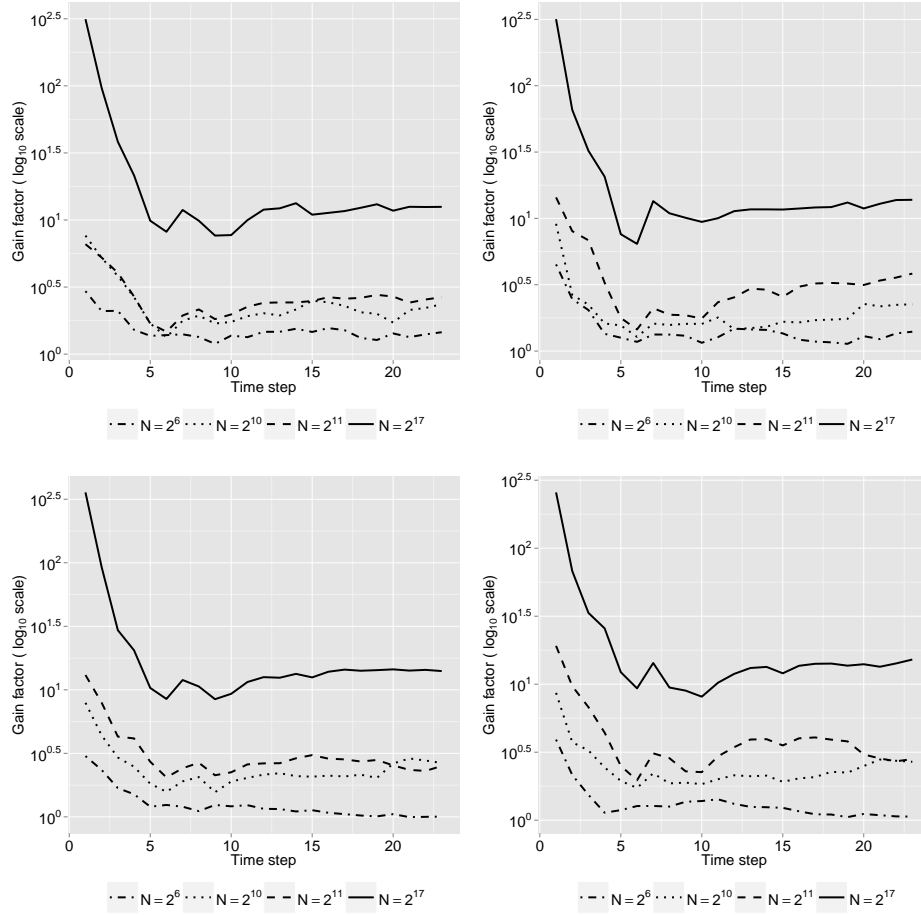 10^2.5
10^2
10^1.5
10^1
10^0.5
10^0
Gain factor ( log₁₀ scale)
0 5 10 15 20
Time step
N = 2^6 N = 2^10 N = 2^11 N = 2^17
10^2.5
10^2
10^1.5
10^1
10^0.5
10^0
Gain factor ( log₁₀ scale)
0 5 10 15 20
Time step
N = 2^6 N = 2^10 N = 2^11 N = 2^17
10^2.5
10^2
10^1.5
10^1
10^0.5
10^0
Gain factor ( log₁₀ scale)
0 5 10 15 20
Time step
N = 2^6 N = 2^10 N = 2^11 N = 2^17
10^2.5
10^2
10^1.5
10^1
10^0.5
10^0
Gain factor ( log₁₀ scale)
0 5 10 15 20
Time step
N = 2^6 N = 2^10 N = 2^11 N = 2^17